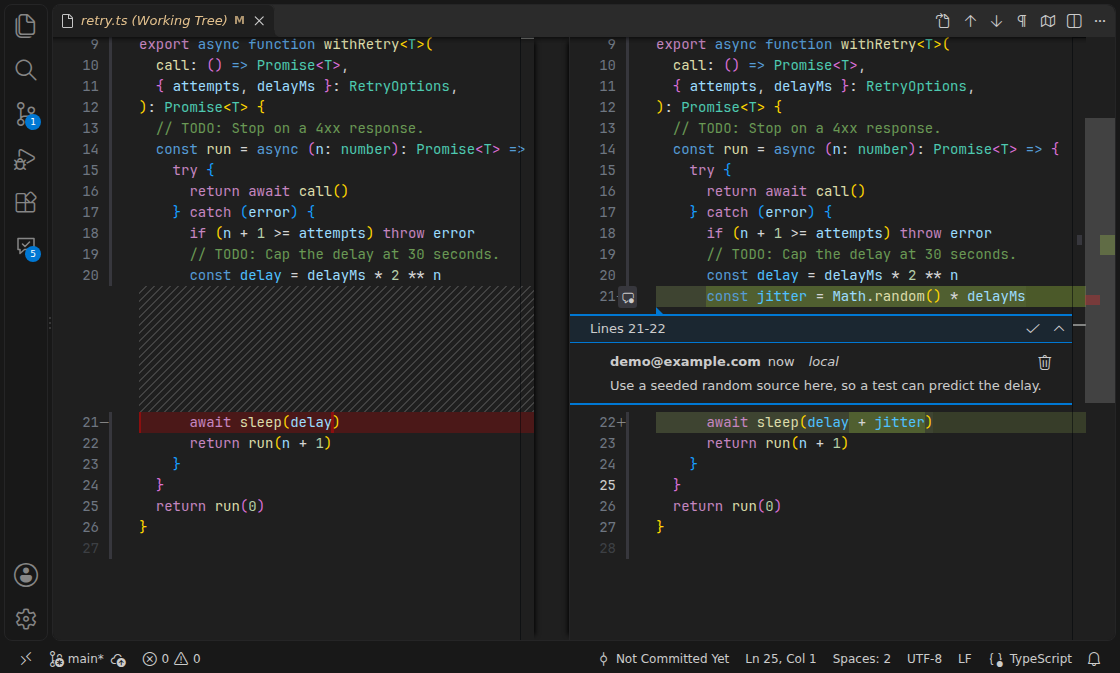 retry.ts (Working Tree) M
9 export async function withRetry<T>(
10 call: () => Promise<T>,
11 { attempts, delayMs }: RetryOptions,
12 ): Promise<T> {
13 // TODO: Stop on a 4xx response.
14 const run = async (n: number): Promise<T> =>
15 try {
16 return await call()
17 } catch (error) {
18 if (n + 1 >= attempts) throw error
19 // TODO: Cap the delay at 30 seconds.
20 const delay = delayMs * 2 ** n
21— await sleep(delay)
22 return run(n + 1)
23 }
24 }
25 return run(0)
26 }
27
9 export async function withRetry<T>(
10 call: () => Promise<T>,
11 { attempts, delayMs }: RetryOptions,
12 ): Promise<T> {
13 // TODO: Stop on a 4xx response.
14 const run = async (n: number): Promise<T> => {
15 try {
16 return await call()
17 } catch (error) {
18 if (n + 1 >= attempts) throw error
19 // TODO: Cap the delay at 30 seconds.
20 const delay = delayMs * 2 ** n
21 const jitter = Math.random() * delayMs
Lines 21-22
demo@example.com now local
Use a seeded random source here, so a test can predict the delay.
22+ await sleep(delay + jitter)
23 return run(n + 1)
24 }
25 }
26 return run(0)
27 }
28
1
5
main* 0 0
Not Committed Yet Ln 25, Col 1 Spaces: 2 UTF-8 LF { } TypeScript